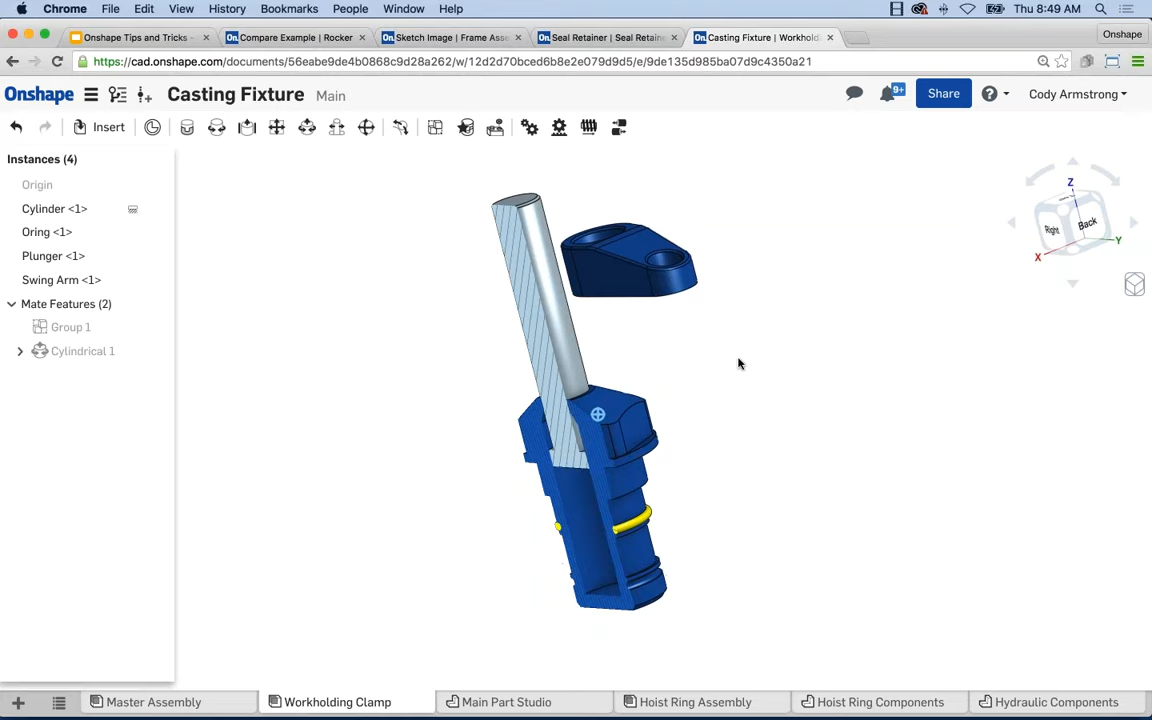 Chrome File Edit View History Bookmarks People Window Help Thu 8:49 AM
Onshape Tips and Tricks - Compare Example | Rocker Sketch Image | Frame Asse Seal Retainer | Seal Retaine Casting Fixture | Workhold Onshape
https://cad.onshape.com/documents/56eabe9de4b0868c9d28a262/w/12d2d70bced6b8e2e079d9d5/e/9de135d985ba07d9c4350a21
Onshape Casting Fixture Main 9+ Share Cody Armstrong
Insert
Instances (4)
Origin
Cylinder <1>
Oring <1>
Plunger <1>
Swing Arm <1>
Mate Features (2)
Group 1
Cylindrical 1
Z
Right Back
Y
X
Master Assembly Workholding Clamp Main Part Studio Hoist Ring Assembly Hoist Ring Components Hydraulic Components